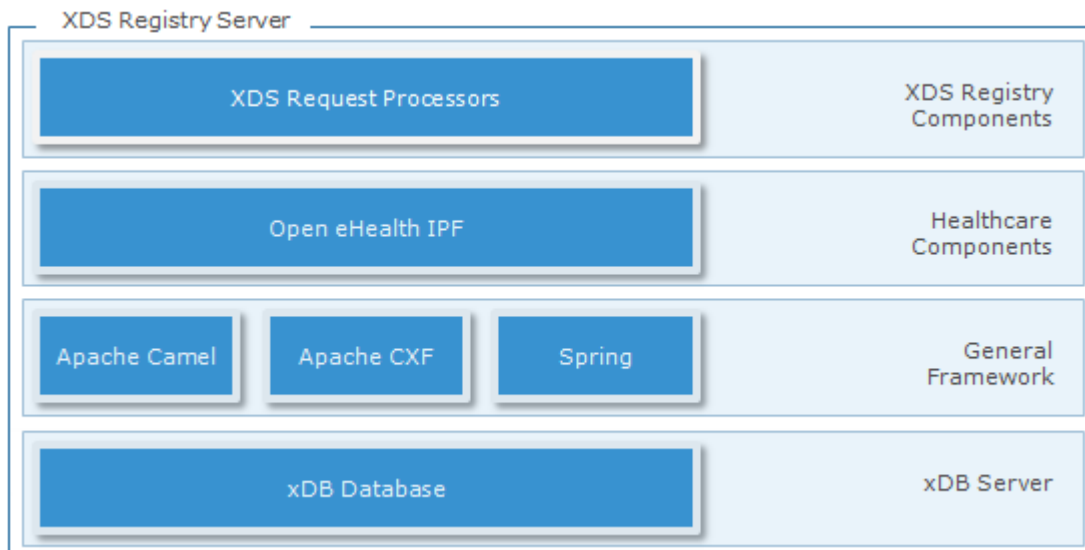 XDS Registry Server
XDS Request Processors
XDS Registry
Components
Open eHealth IPF
Healthcare
Components
Apache Camel
Apache CXF
Spring
General
Framework
xDB Database
xDB Server